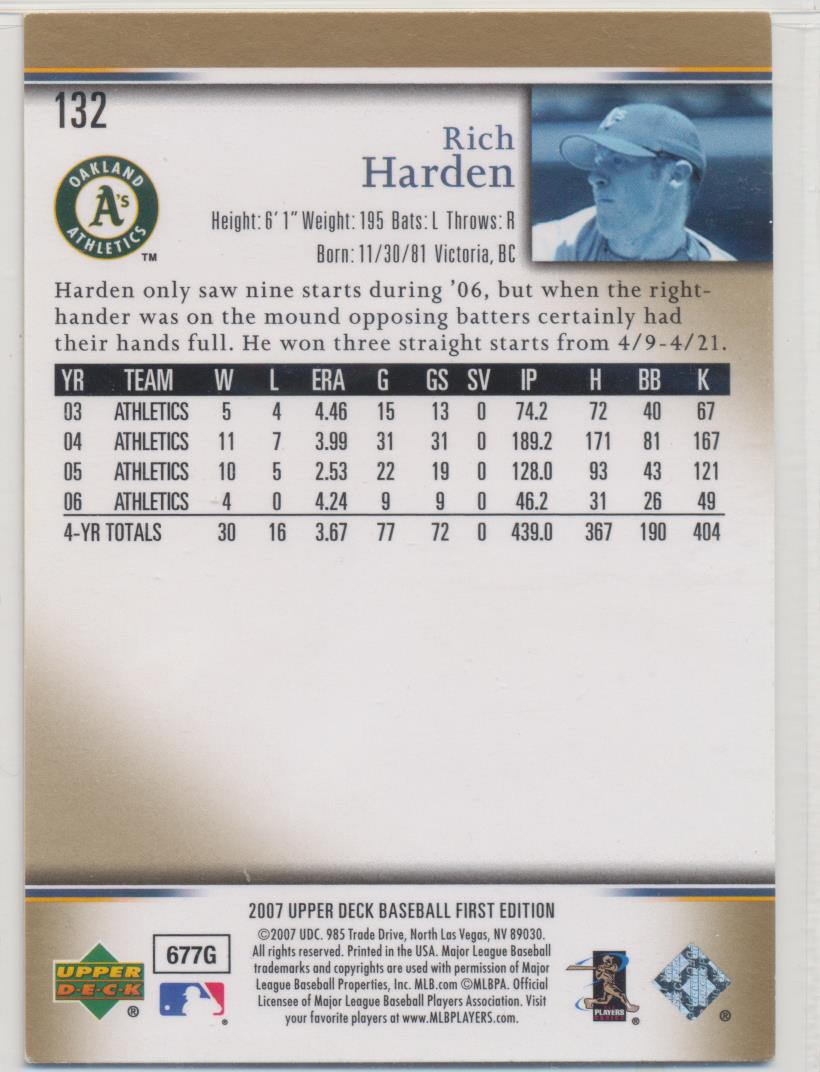 132
Rich
Harden
OAKLAND
A's
ATHLETICS
TM
Height: 6' 1" Weight: 195 Bats: L Throws: R
Born: 11/30/81 Victoria, BC
Harden only saw nine starts during '06, but when the right-
hander was on the mound opposing batters certainly had
their hands full. He won three straight starts from 4/9-4/21.
YR TEAM W L ERA G GS SV IP H BB K
03 ATHLETICS 5 4 4.46 15 13 0 74.2 72 40 67
04 ATHLETICS 11 7 3.99 31 31 0 189.2 171 81 167
05 ATHLETICS 10 5 2.53 22 19 0 128.0 93 43 121
06 ATHLETICS 4 0 4.24 9 9 0 46.2 31 26 49
4-YR TOTALS 30 16 3.67 77 72 0 439.0 367 190 404
2007 UPPER DECK BASEBALL FIRST EDITION
©2007 UDC. 985 Trade Drive, North Las Vegas, NV 89030.
All rights reserved. Printed in the USA. Major League Baseball
trademarks and copyrights are used with permission of Major
League Baseball Properties, Inc. MLB.com ©MLBPA. Official
Licensee of Major League Baseball Players Association. Visit
your favorite players at www.MLBPLAYERS.com.
677G
UPPER
DECK
®
®
PLAYERS
CHOICE
®
®